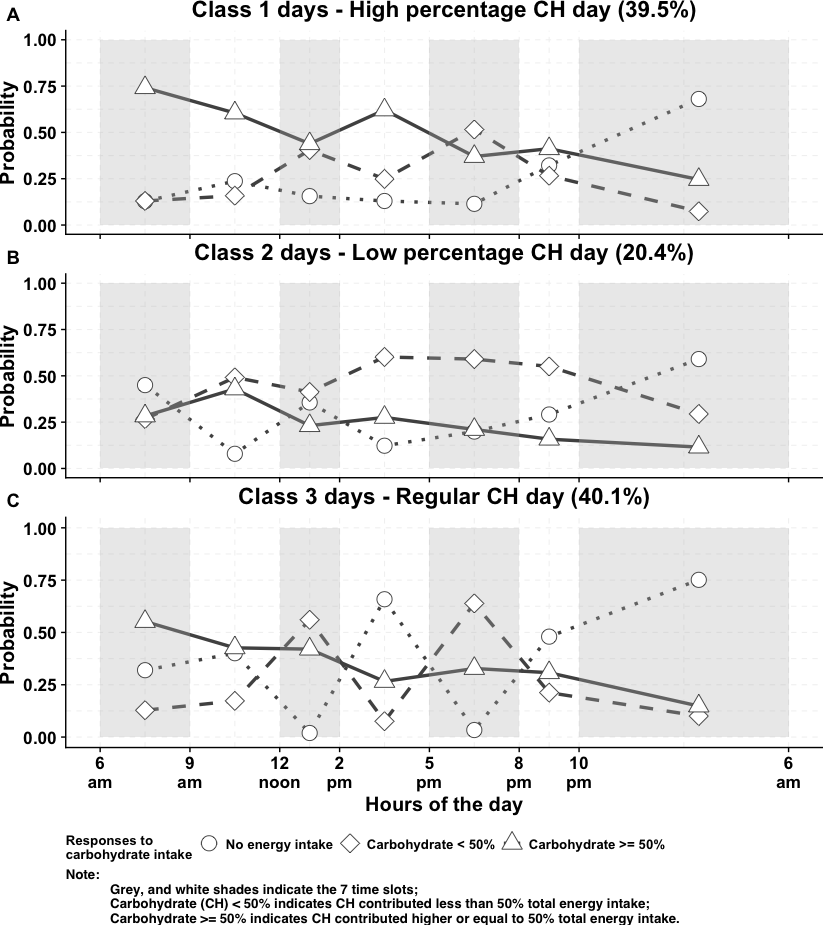 A
Class 1 days - High percentage CH day (39.5%)
1.00
0.75
0.50
0.25
0.00
Probability
B
Class 2 days - Low percentage CH day (20.4%)
1.00
0.75
0.50
0.25
0.00
Probability
C
Class 3 days - Regular CH day (40.1%)
1.00
0.75
0.50
0.25
0.00
Probability
6 9 12 2 5 8 10 6
am am noon pm pm pm pm am
Hours of the day
Responses to
carbohydrate intake
No energy intake Carbohydrate < 50% Carbohydrate >= 50%
Note:
Grey, and white shades indicate the 7 time slots;
Carbohydrate (CH) < 50% indicates CH contributed less than 50% total energy intake;
Carbohydrate >= 50% indicates CH contributed higher or equal to 50% total energy intake.